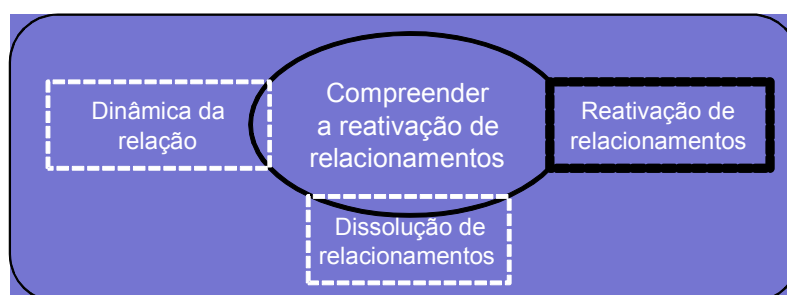 Dinâmica da
relação
Compreender
a reativação de
relacionamentos
Reativação de
relacionamentos
Dissolução de
relacionamentos